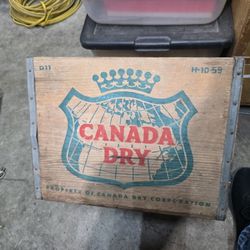 D11 H-10-59
CANADA
DRY
PROPERTY OF CANADA DRY CORPORATION